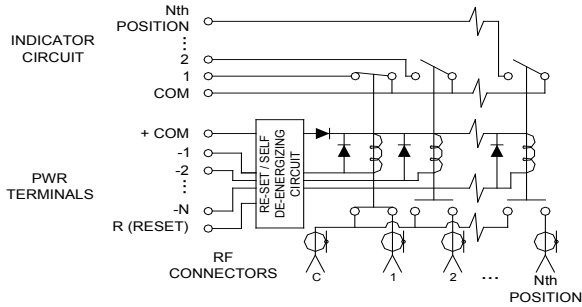 Nth
POSITION
⋮
INDICATOR
CIRCUIT
2
1
COM
+ COM
-1
-2
⋮
-N
R (RESET)
PWR
TERMINALS
RE-SET / SELF
DE-ENERGIZING
CIRCUIT
RF
CONNECTORS
C
1
2
...
Nth
POSITION